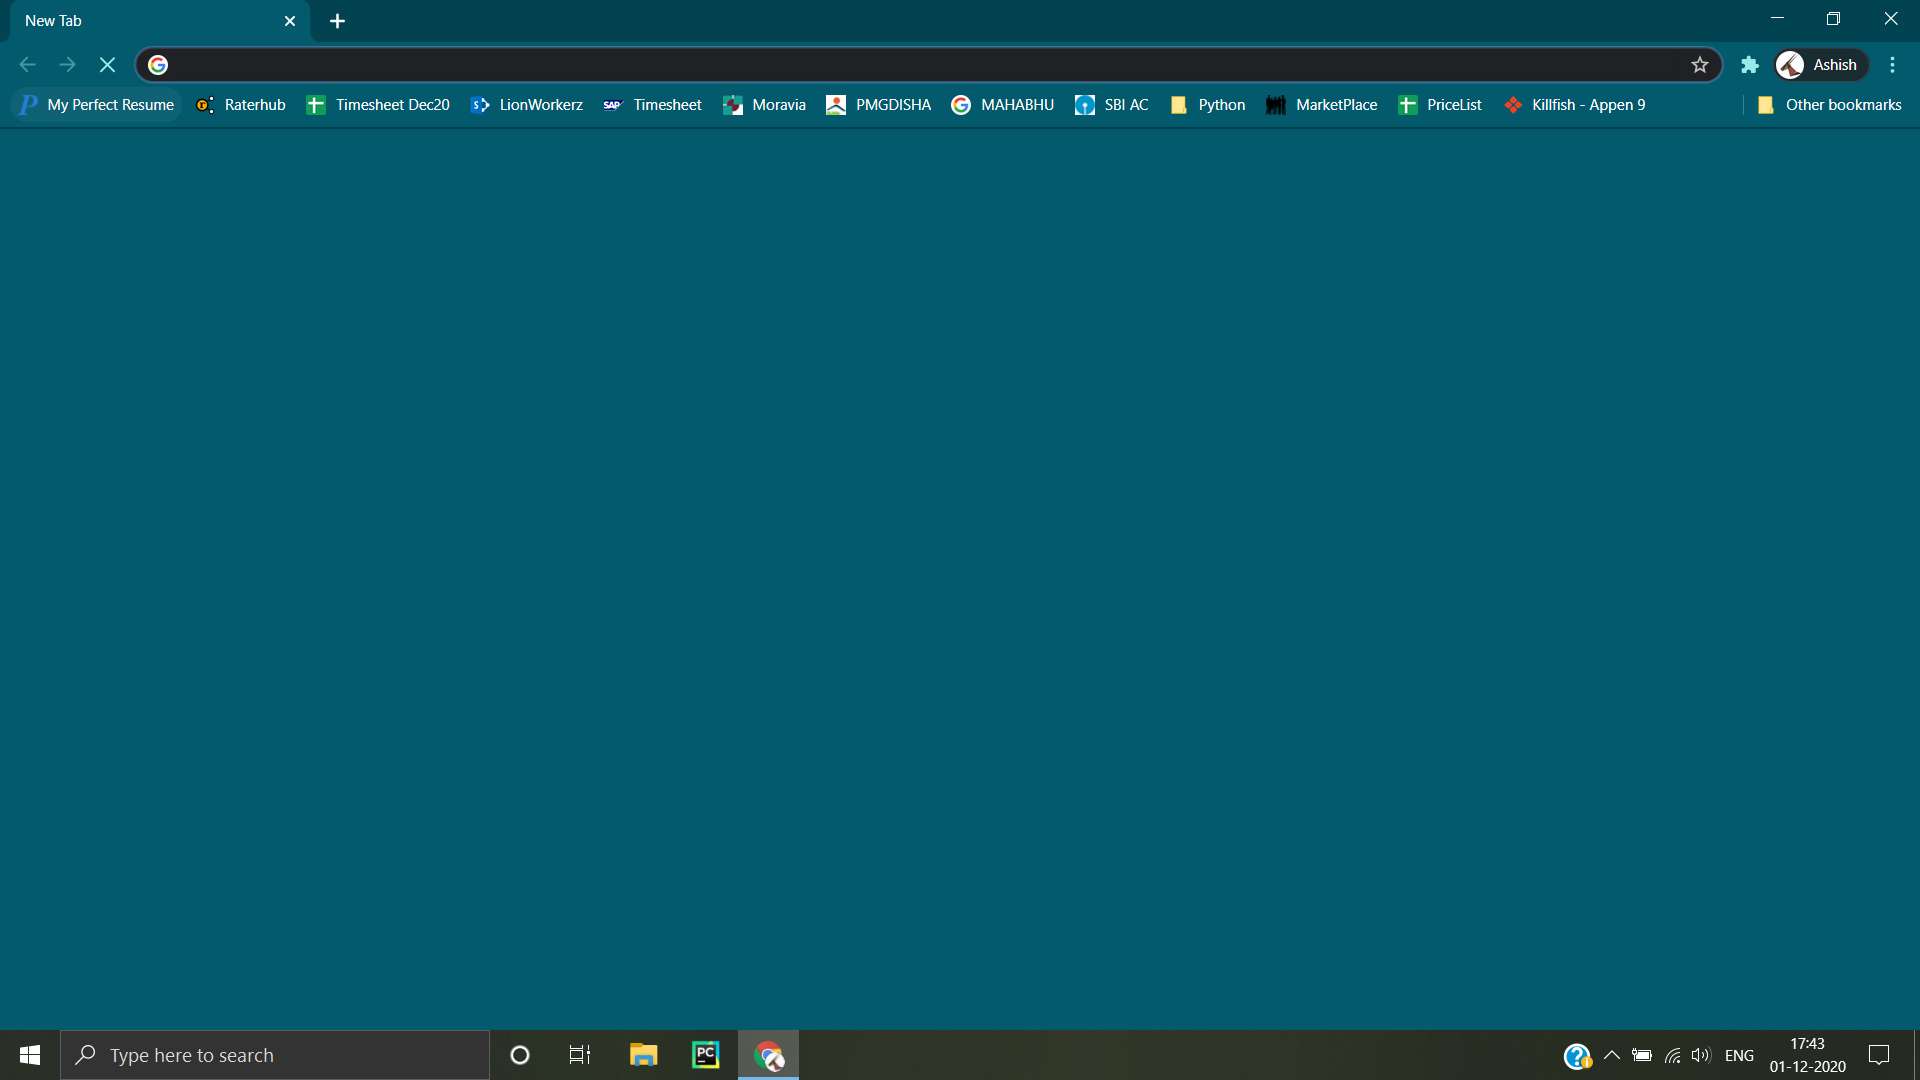 New Tab
Ashish
My Perfect Resume Raterhub Timesheet Dec20 LionWorkerz SAP Timesheet Moravia PMGDISHA MAHABHU SBI AC Python MarketPlace PriceList Killfish - Appen 9 Other bookmarks
Type here to search PC ENG 17:43
01-12-2020